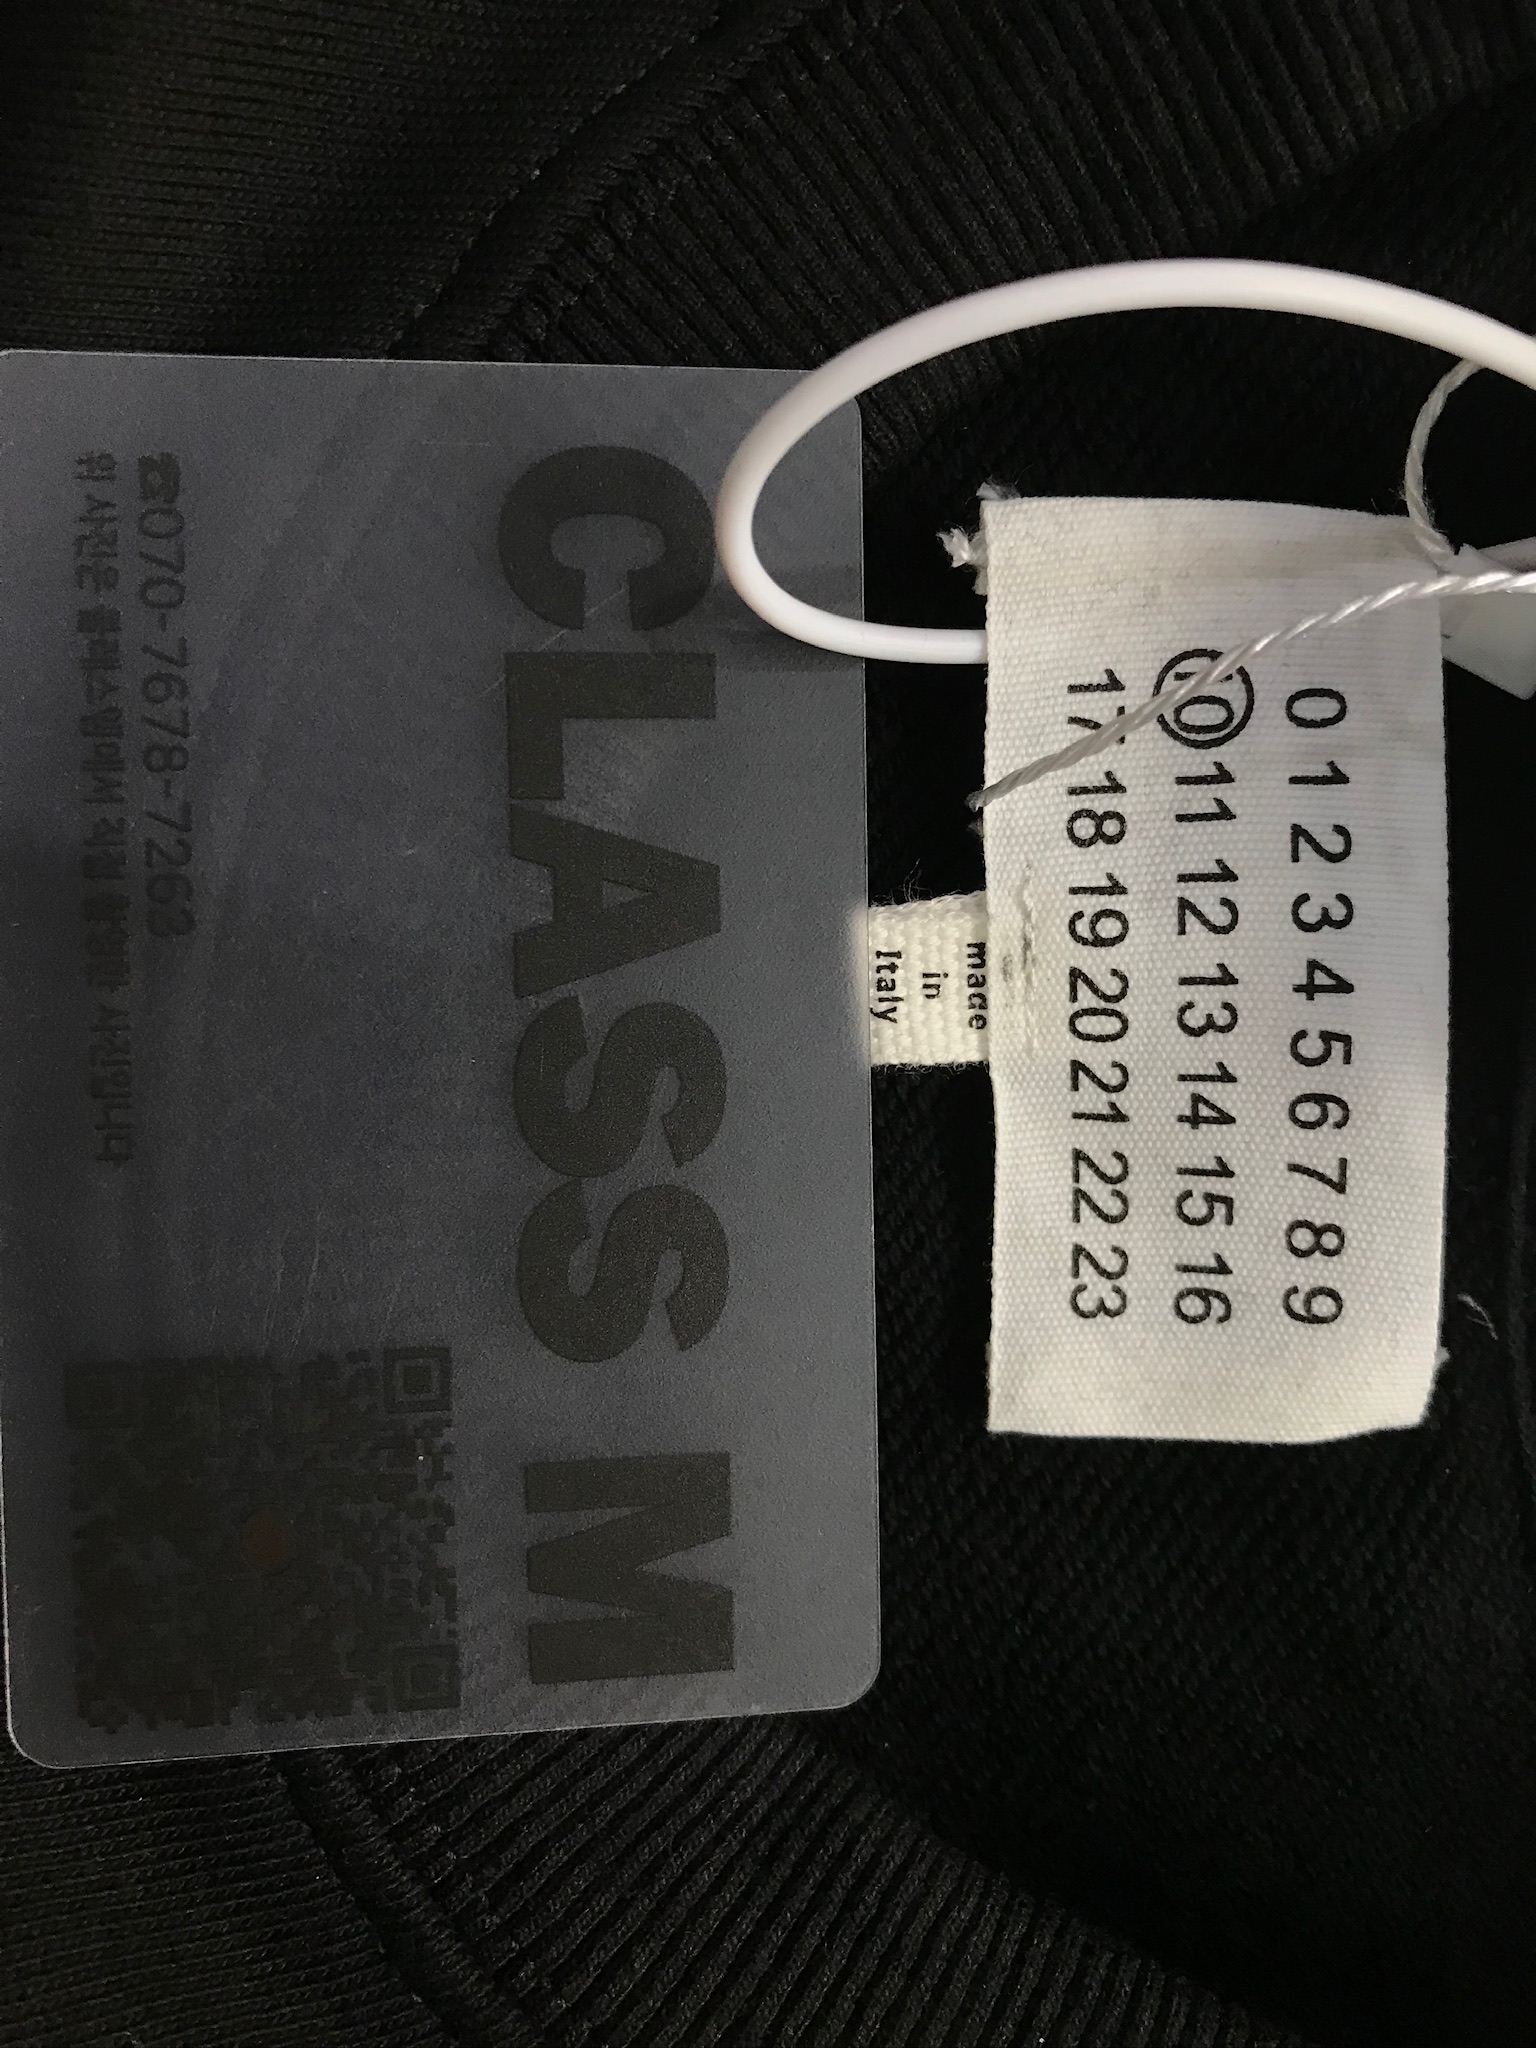 0 1 2 3 4 5 6 7 8 9
10 11 12 13 14 15 16
17 18 19 20 21 22 23
made
in
Italy
CLASS M
☎070-7678-7263